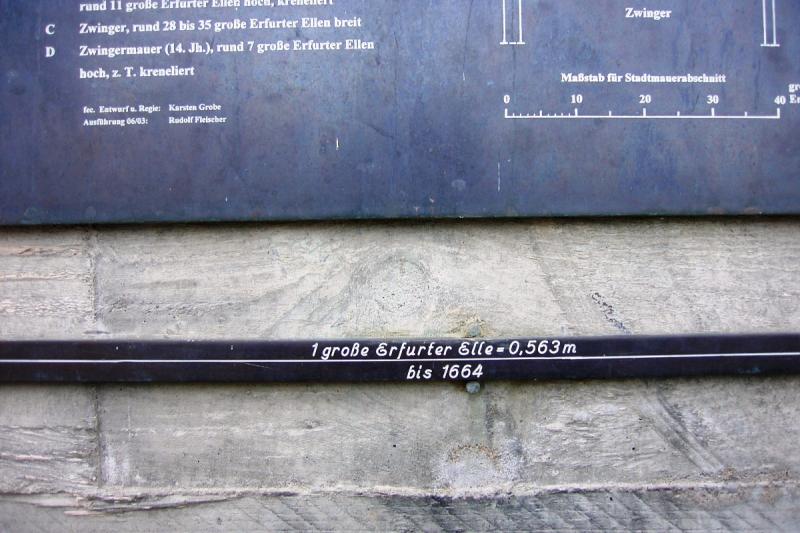 rund 11 große Erfurter Ellen hoch, kreneliert
C Zwinger, rund 28 bis 35 große Erfurter Ellen breit
D Zwingermauer (14. Jh.), rund 7 große Erfurter Ellen
hoch, z. T. kreneliert
fec. Entwurf u. Regie: Karsten Grobe
Ausführung 06/03: Rudolf Fleischer
Zwinger
Maßstab für Stadtmauerabschnitt
0 10 20 30 40
1 große Erfurter Elle = 0,563 m
bis 1664